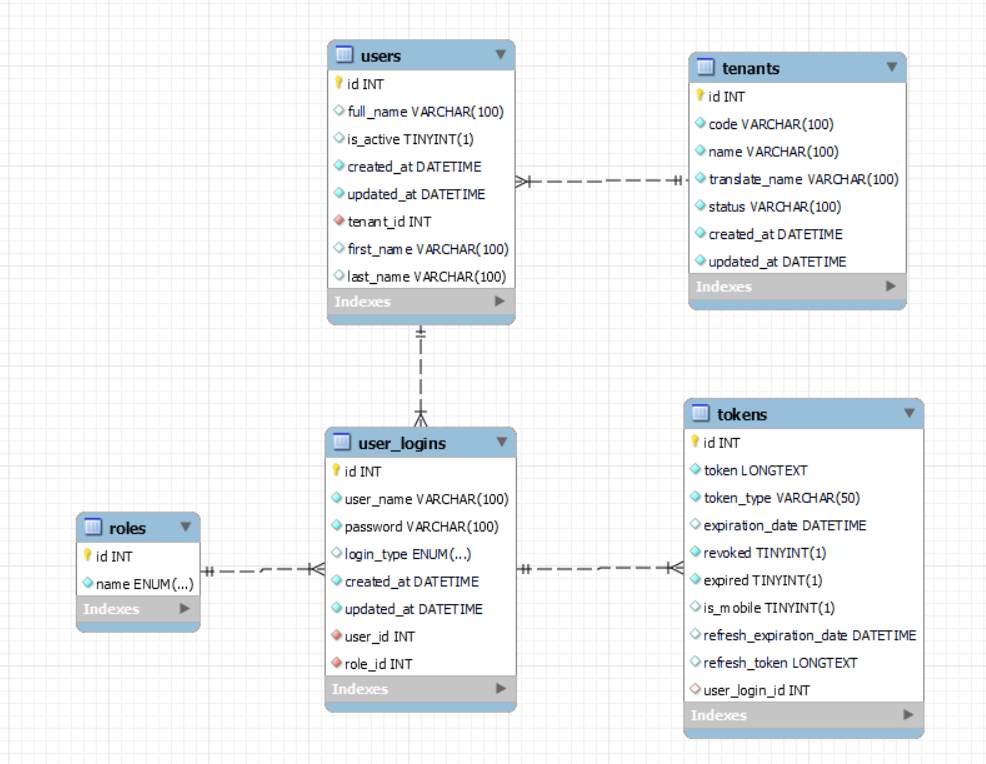 users
id INT
full_name VARCHAR(100)
is_active TINYINT(1)
created_at DATETIME
updated_at DATETIME
tenant_id INT
first_name VARCHAR(100)
last_name VARCHAR(100)
Indexes
tenants
id INT
code VARCHAR(100)
name VARCHAR(100)
translate_name VARCHAR(100)
status VARCHAR(100)
created_at DATETIME
updated_at DATETIME
Indexes
roles
id INT
name ENUM(...)
Indexes
user_logins
id INT
user_name VARCHAR(100)
password VARCHAR(100)
login_type ENUM(...)
created_at DATETIME
updated_at DATETIME
user_id INT
role_id INT
Indexes
tokens
id INT
token LONGTEXT
token_type VARCHAR(50)
expiration_date DATETIME
revoked TINYINT(1)
expired TINYINT(1)
is_mobile TINYINT(1)
refresh_expiration_date DATETIME
refresh_token LONGTEXT
user_login_id INT
Indexes